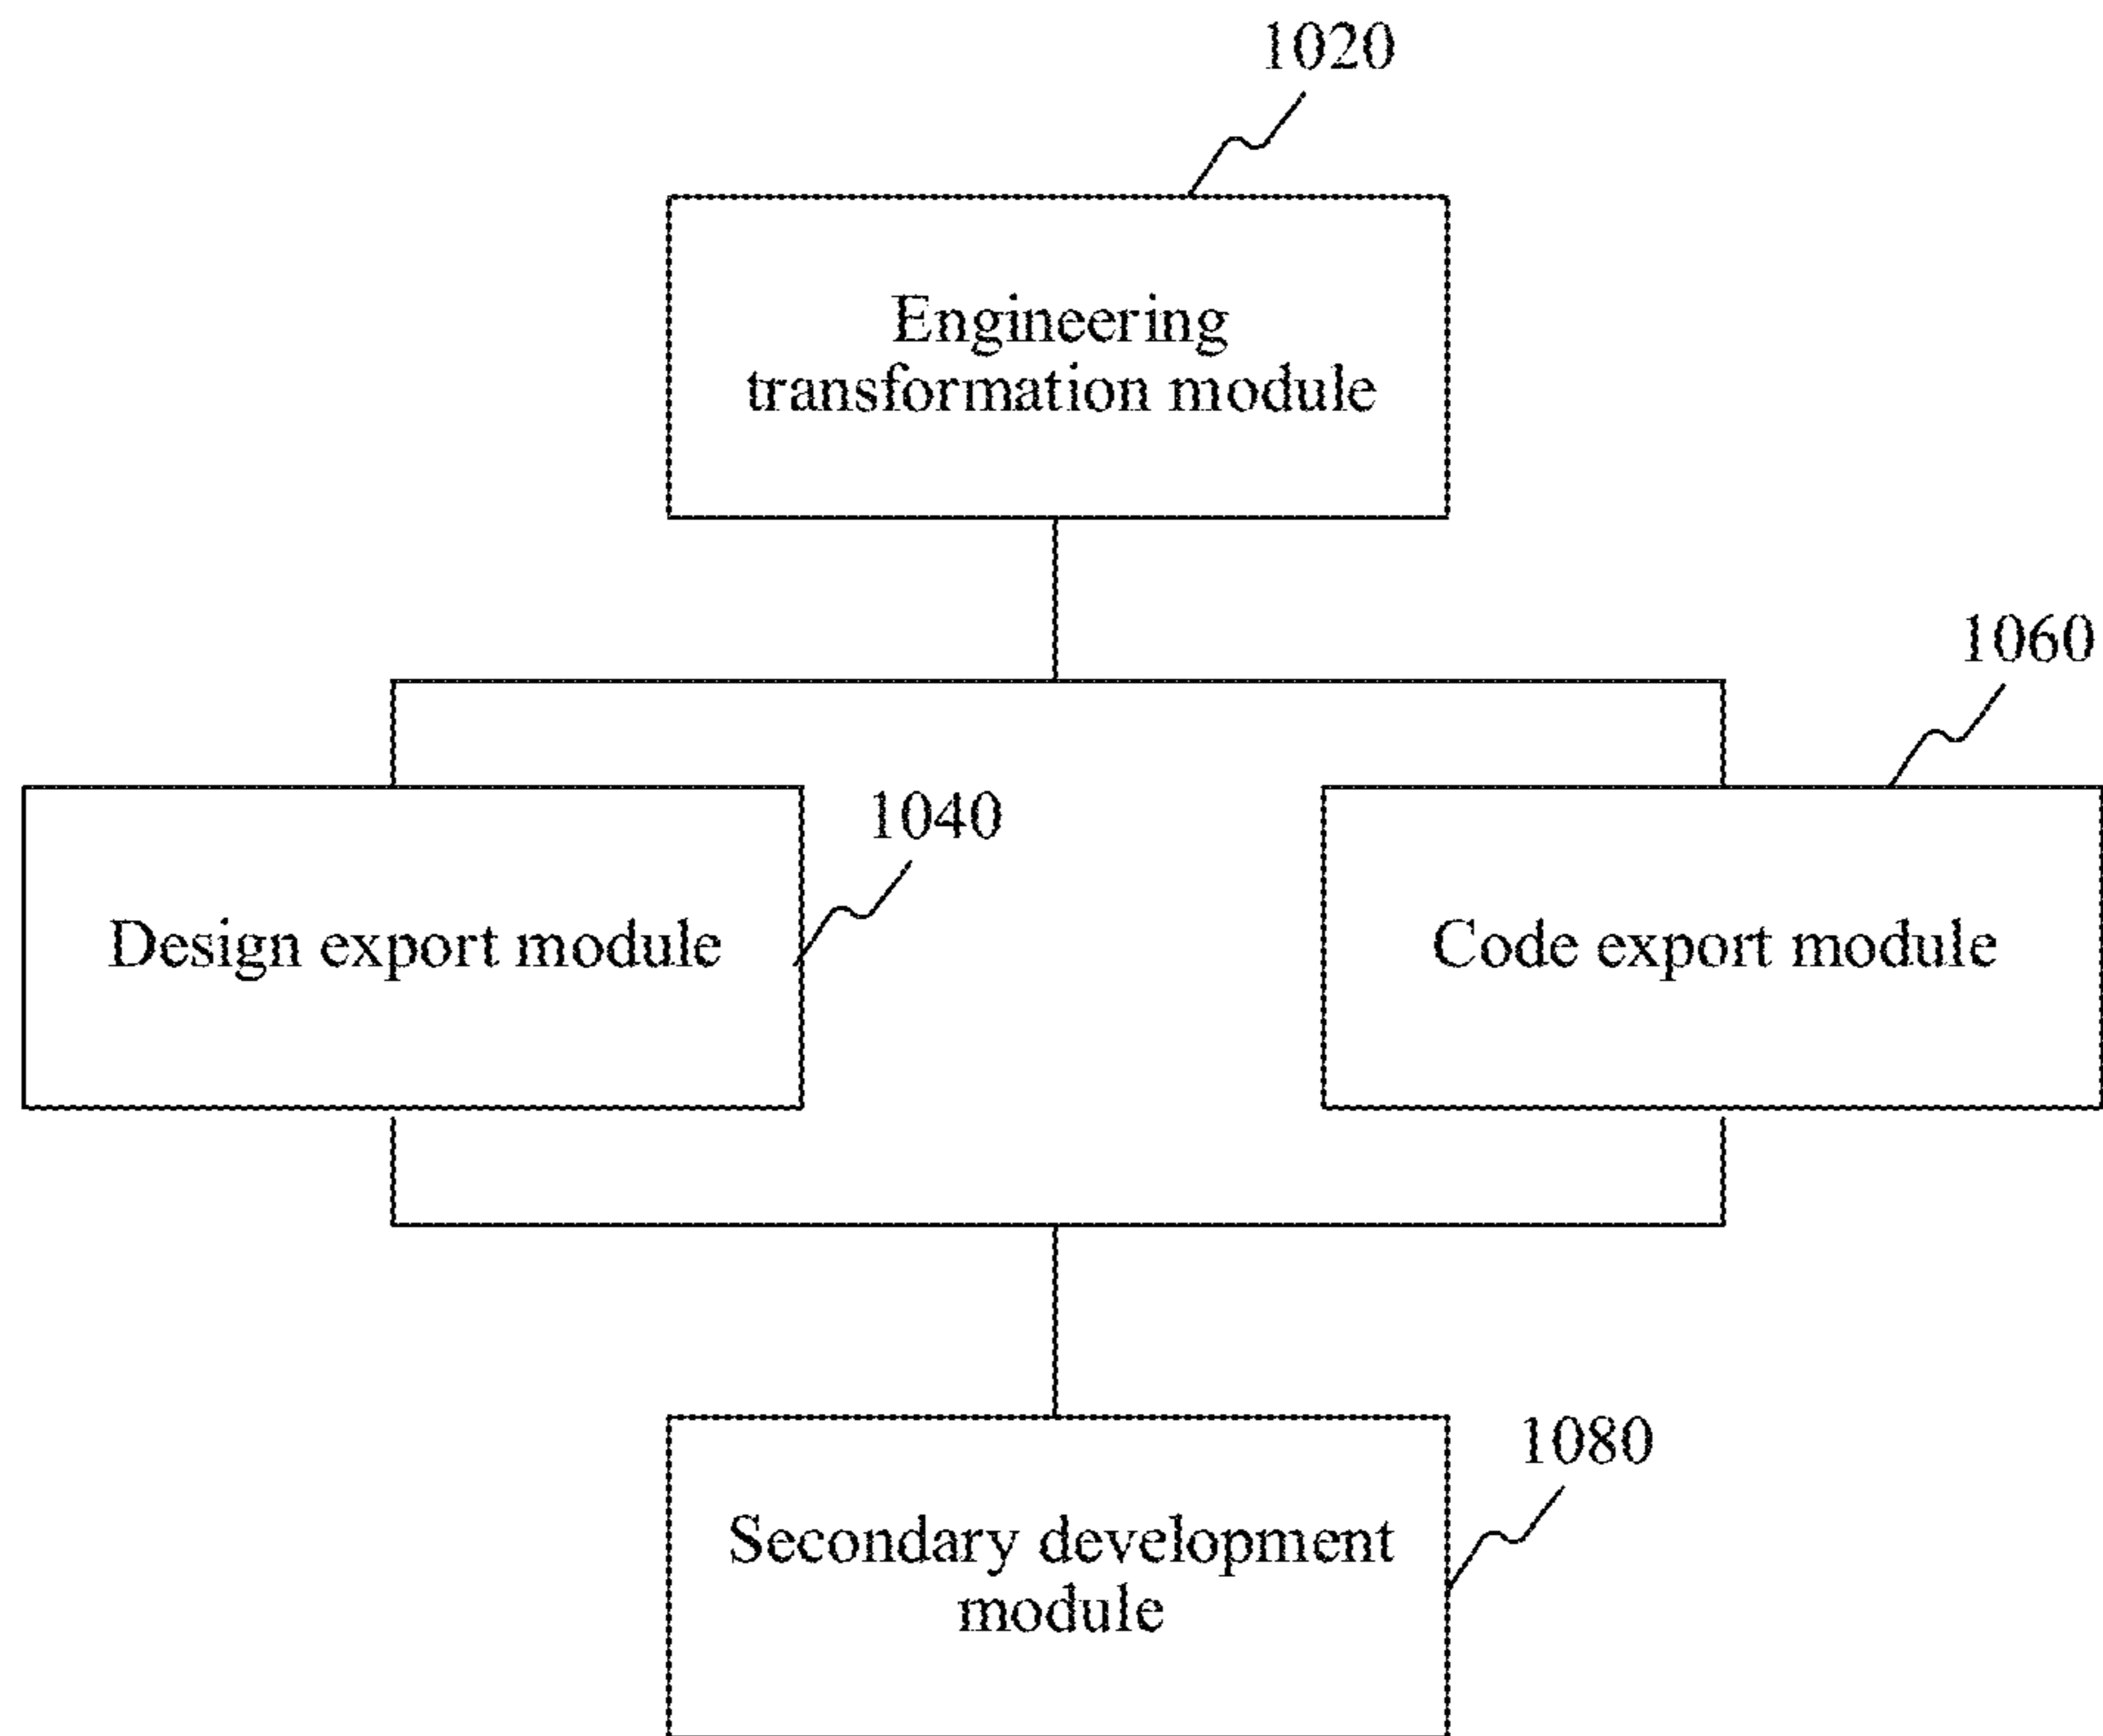 1020
Engineering
transformation module
1060
1040
Design export module
Code export module
1080
Secondary development
module